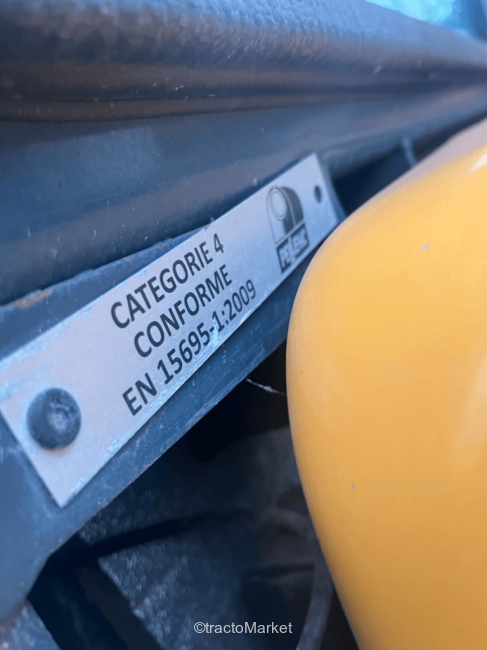 CATEGORIE 4
CONFORME
EN 15695-1:2009
©tractoMarket